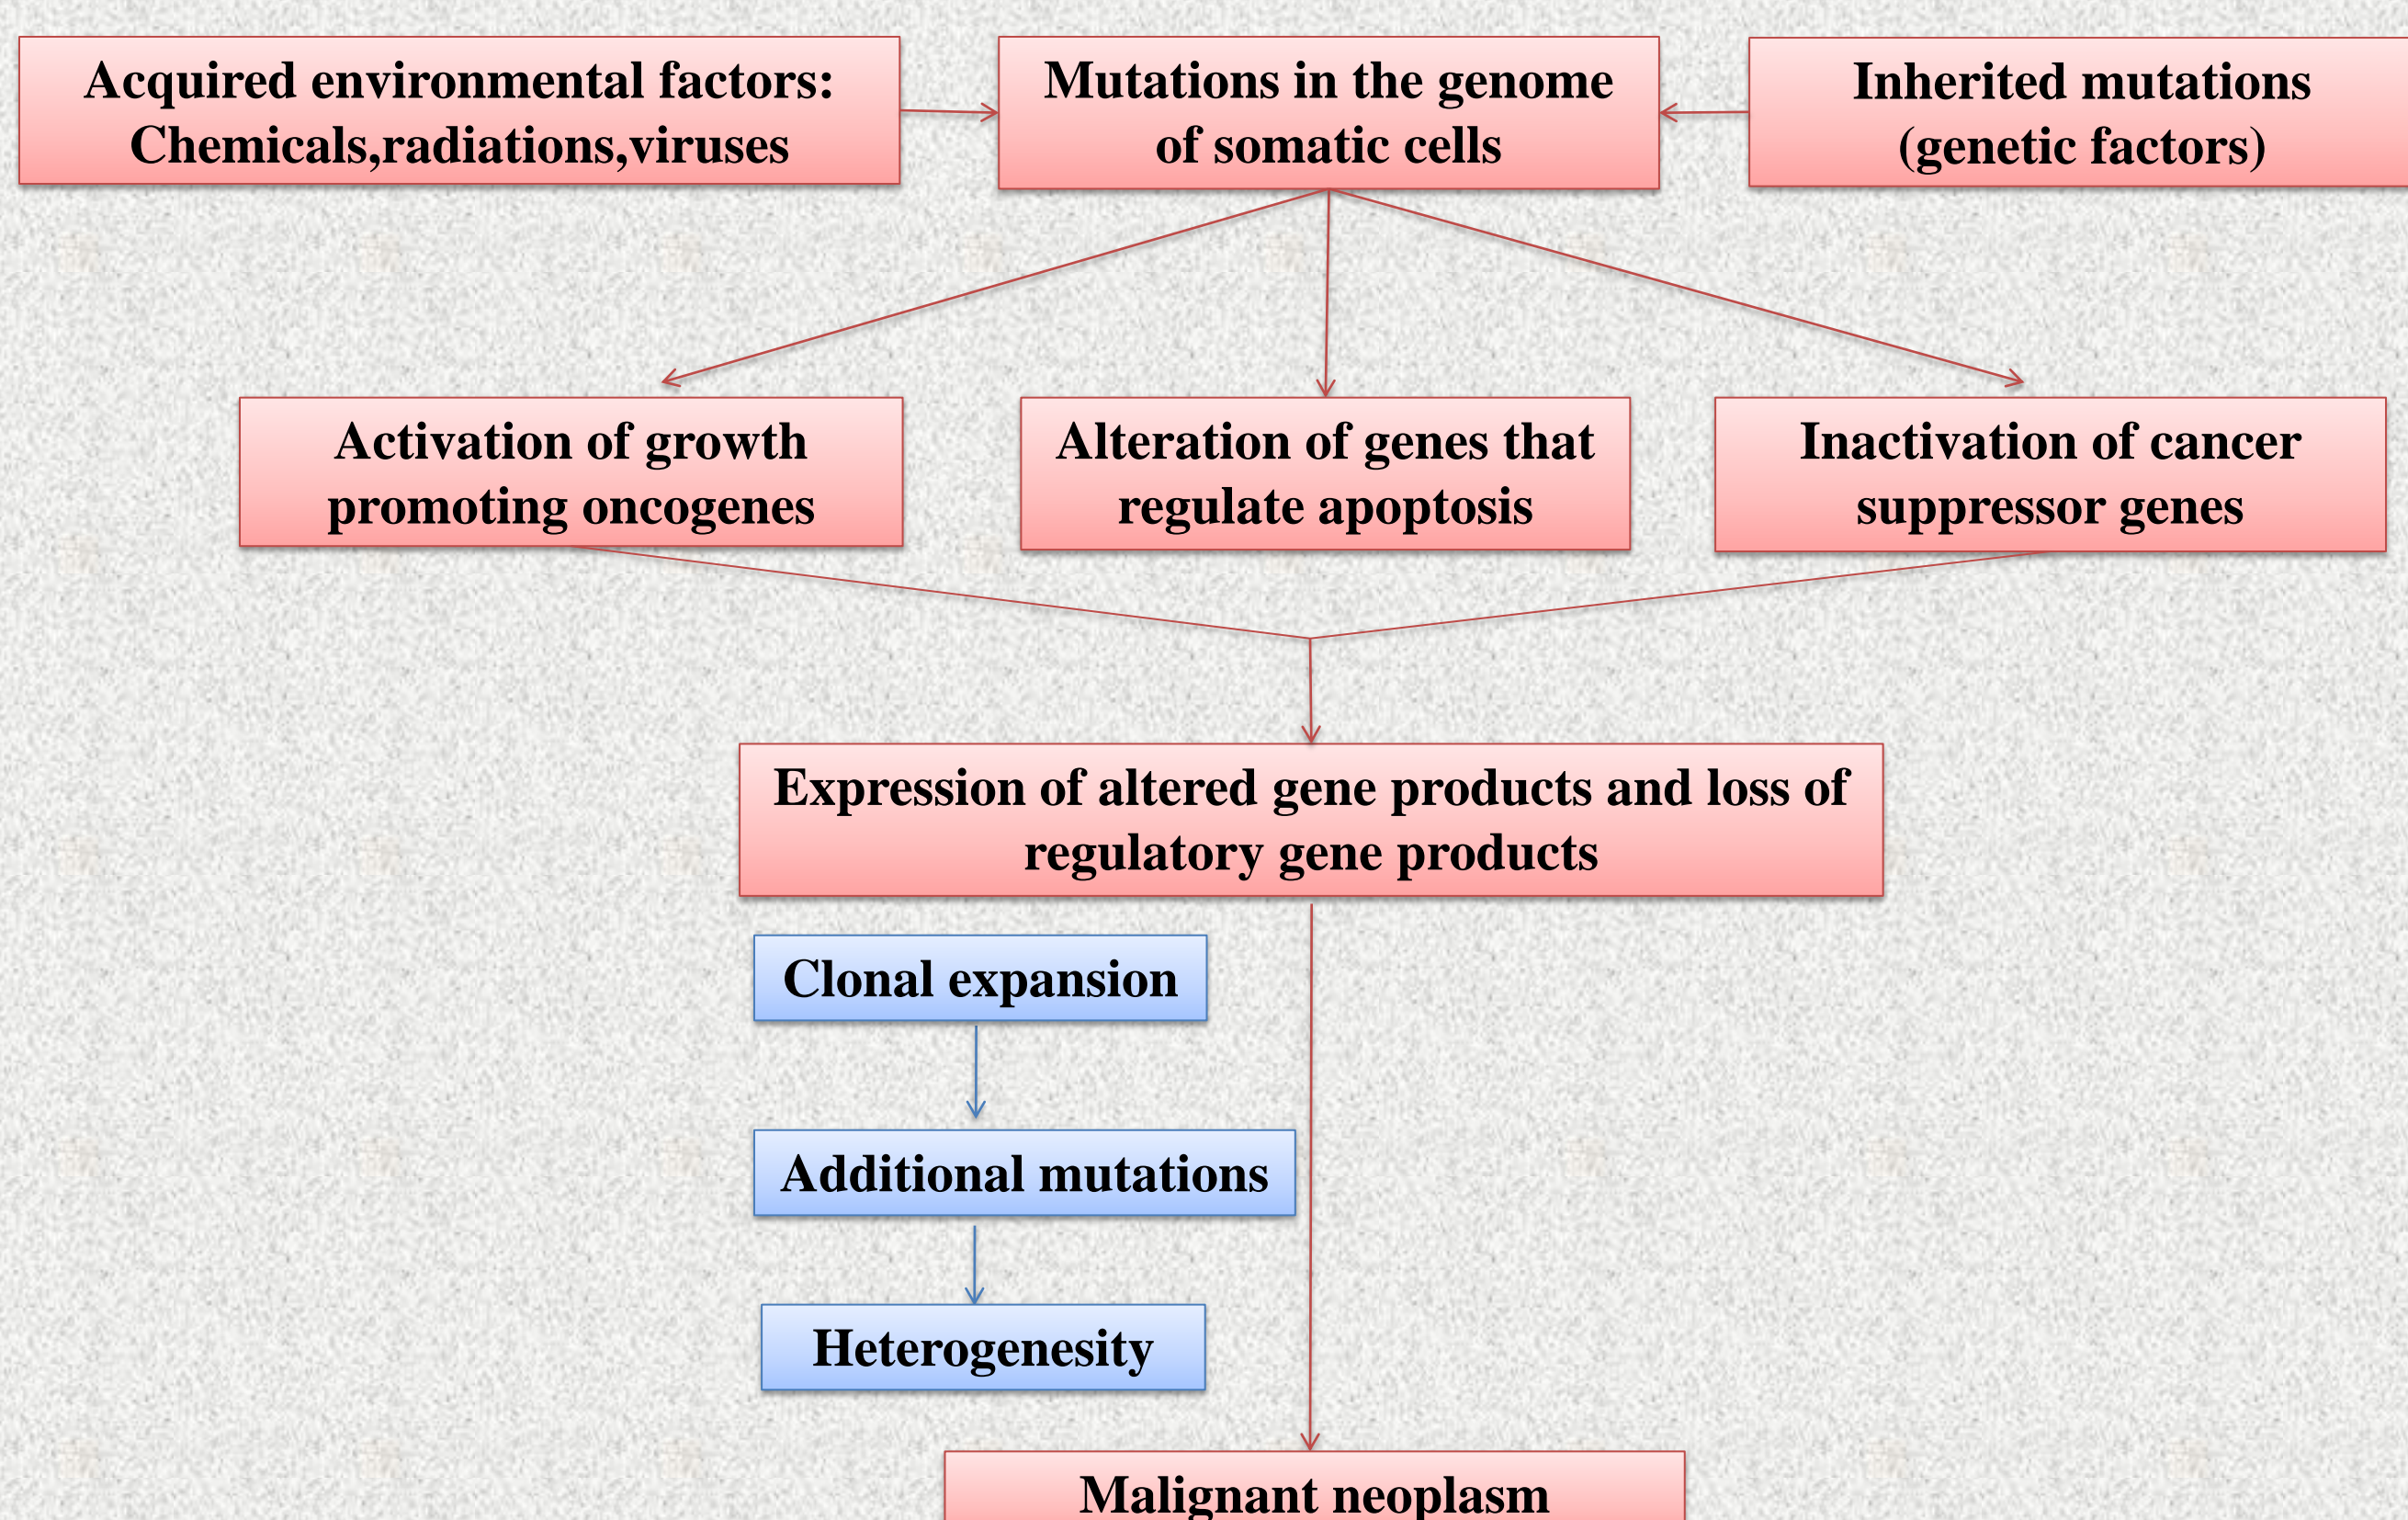 Acquired environmental factors:
Chemicals,radiations,viruses
Mutations in the genome
of somatic cells
Inherited mutations
(genetic factors)
Activation of growth
promoting oncogenes
Alteration of genes that
regulate apoptosis
Inactivation of cancer
suppressor genes
Expression of altered gene products and loss of
regulatory gene products
Clonal expansion
Additional mutations
Heterogenesity
Malignant neoplasm